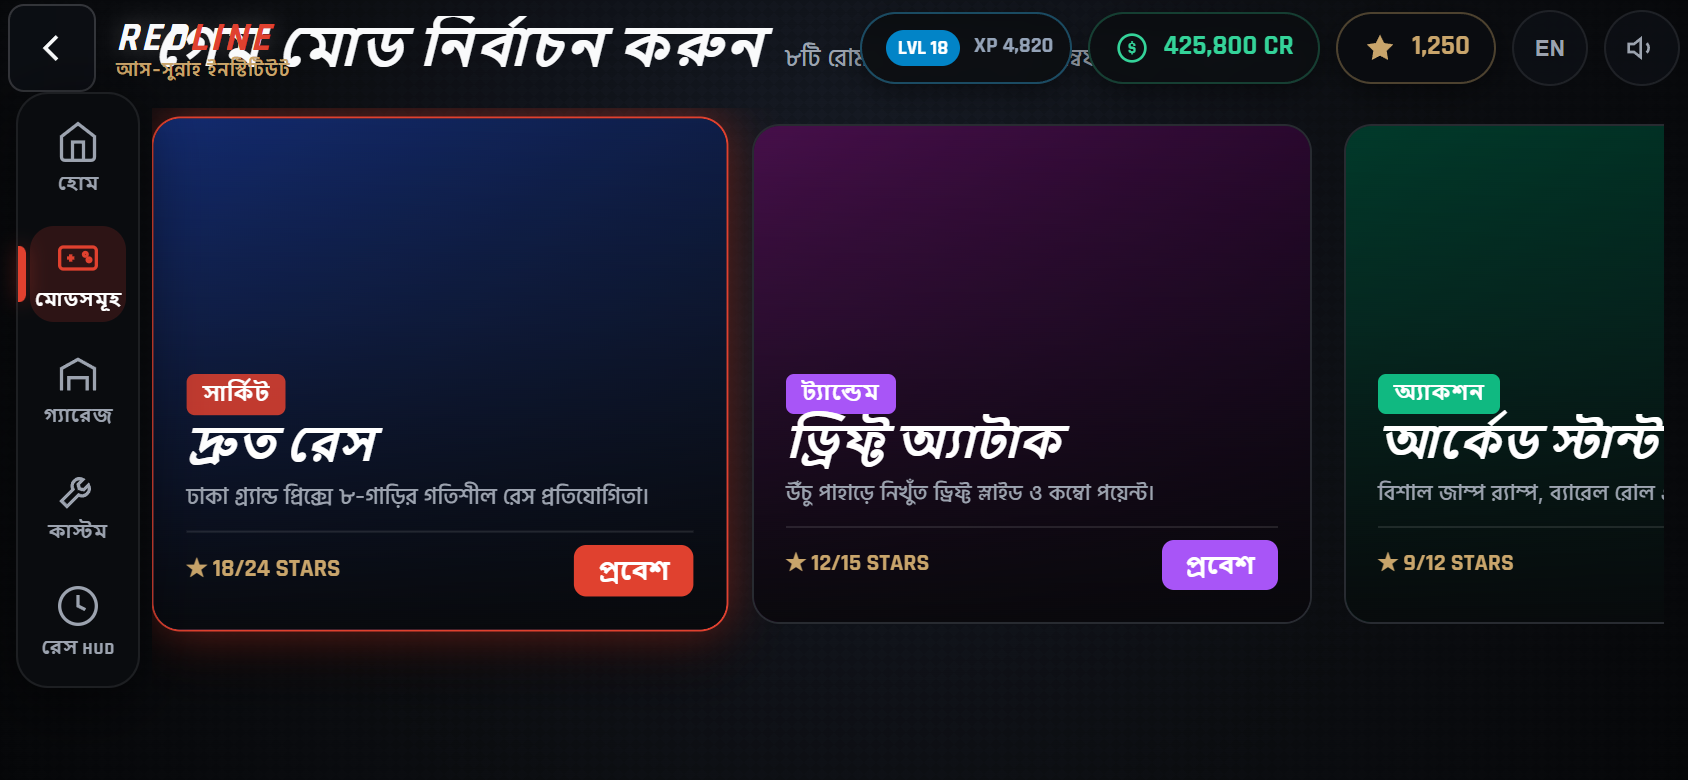 REDLINE
আস-সুন্নাহ ইনস্টিটিউট
গেম মোড নির্বাচন করুন
৮টি
LVL 18 XP 4,820
$ 425,800 CR
1,250
EN
হোম
মোডসমূহ
গ্যারেজ
কাস্টম
রেস HUD
সার্কিট
দ্রুত রেস
ঢাকা গ্র্যান্ড প্রিক্সে ৮-গাড়ির গতিশীল রেস প্রতিযোগিতা।
★ 18/24 STARS
প্রবেশ
ট্যান্ডেম
ড্রিফ্ট অ্যাটাক
উঁচু পাহাড়ে নিখুঁত ড্রিফ্ট স্লাইড ও কম্বো পয়েন্ট।
★ 12/15 STARS
প্রবেশ
অ্যাকশন
আর্কেড স্টান্ট
বিশাল জাম্প র‍্যাম্প, ব্যারেল রোল
★ 9/12 STARS